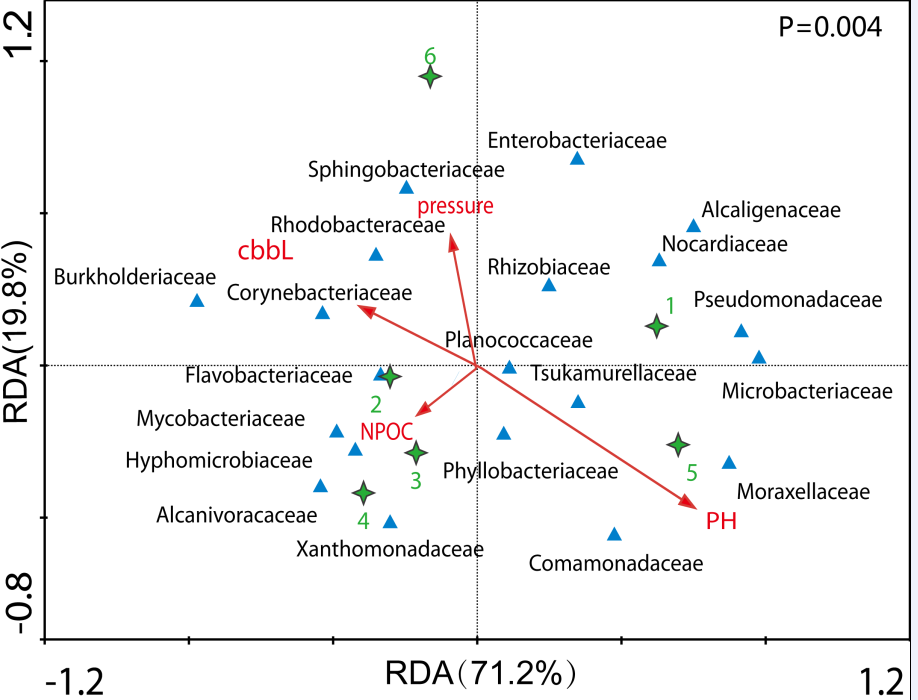 1.2
P=0.004
6
Enterobacteriaceae
Sphingobacteriaceae
pressure
Alcaligenaceae
Rhodobacteraceae
Nocardiaceae
cbbL
Rhizobiaceae
Burkholderiaceae
Corynebacteriaceae
1
Pseudomonadaceae
Planococcaceae
RDA(19.8%)
Flavobacteriaceae
Tsukamurellaceae
Microbacteriaceae
2
Mycobacteriaceae
NPOC
Hyphomicrobiaceae
Phyllobacteriaceae
3
5
Moraxellaceae
Alcanivoracaceae
4
PH
Xanthomonadaceae
Comamonadaceae
-0.8
-1.2
RDA(71.2%)
1.2